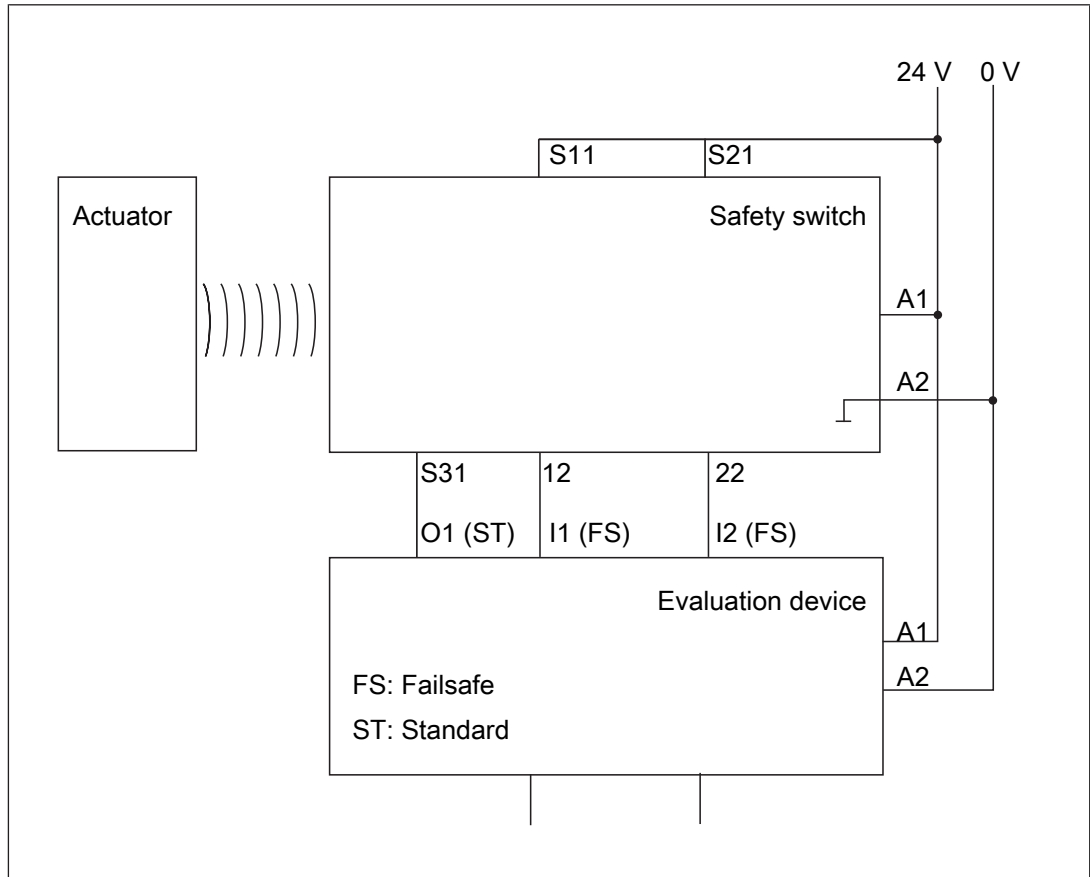 24 V 0 V
S11 S21
Actuator
Safety switch
A1
A2
S31 12 22
O1 (ST) I1 (FS) I2 (FS)
Evaluation device
A1
A2
FS: Failsafe
ST: Standard